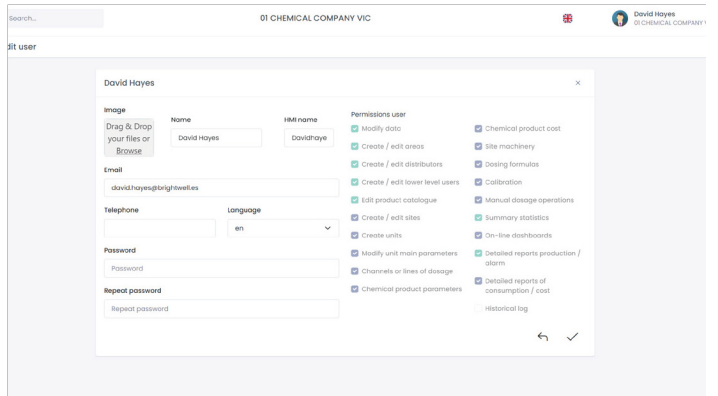 Search...
01 CHEMICAL COMPANY VIC
David Hayes
01 CHEMICAL COMPANY V
dit user
David Hayes
×
Image
Drag & Drop
your files or
Browse
Name
David Hayes
HMI name
Davidhaye
Email
david.hayes@brightwell.es
Telephone
Language
en
Password
Password
Repeat password
Repeat password
Permissions user
Modify data
Create / edit areas
Create / edit distributors
Create / edit lower level users
Edit product catalogue
Create / edit sites
Create units
Modify unit main parameters
Channels or lines of dosage
Chemical product parameters
Chemical product cost
Site machinery
Dosing formulas
Calibration
Manual dosage operations
Summary statistics
On-line dashboards
Detailed reports production /
alarm
Detailed reports of
consumption / cost
Historical log